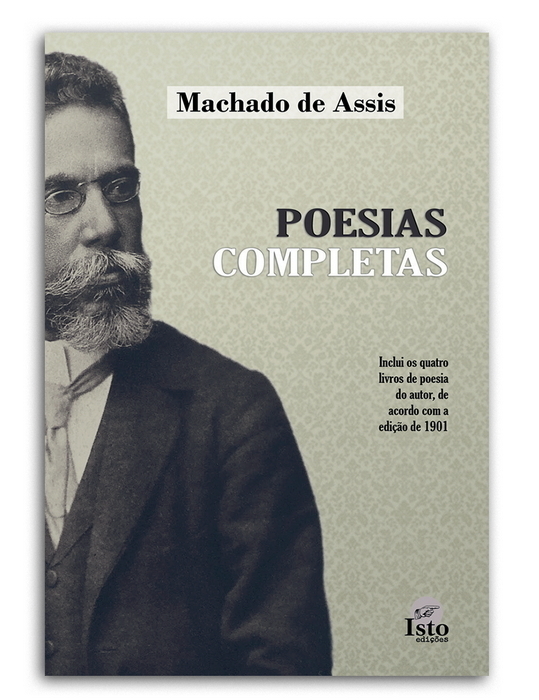 Machado de Assis
POESIAS
COMPLETAS
Inclui os quatro
livros de poesia
do autor, de
acordo com a
edição de 1901
Isto
edições